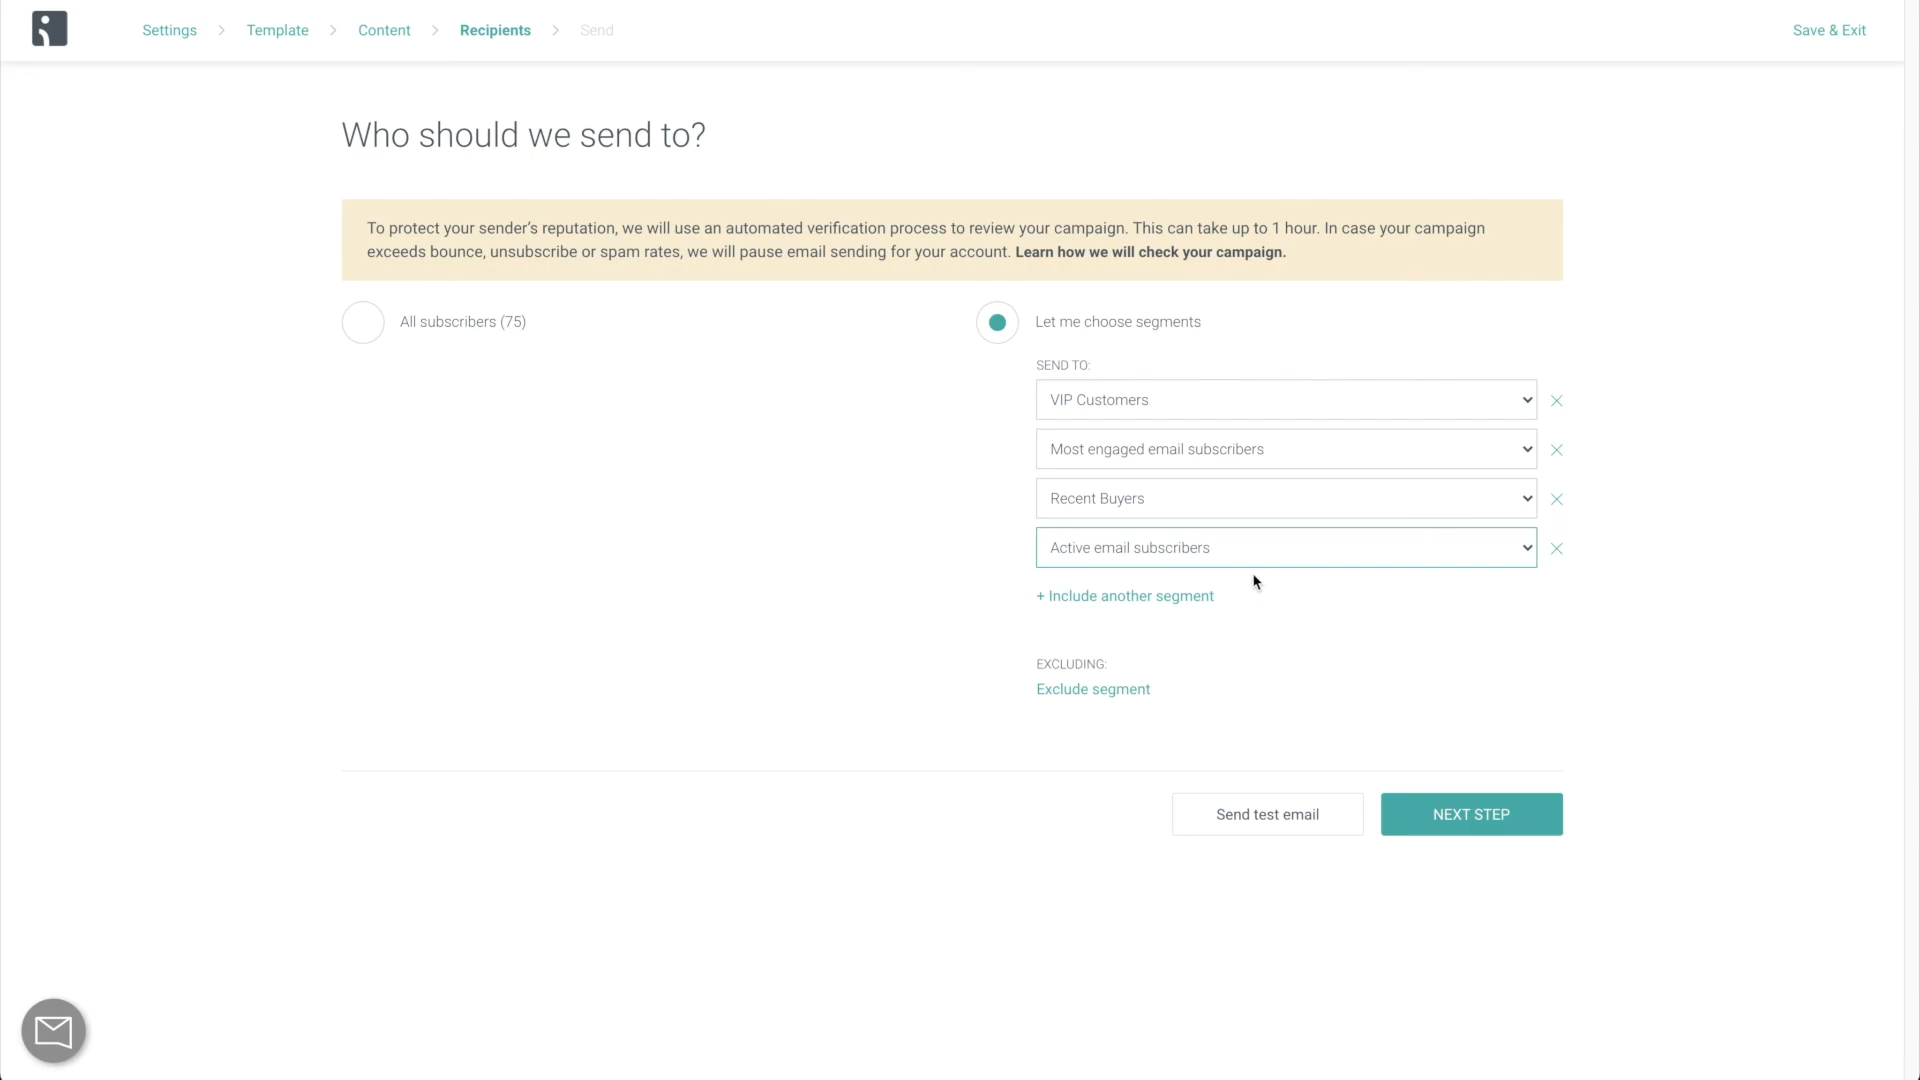 Settings
Template
Content
Recipients
Send
Save & Exit
Who should we send to?
To protect your sender’s reputation, we will use an automated verification process to review your campaign. This can take up to 1 hour. In case your campaign
exceeds bounce, unsubscribe or spam rates, we will pause email sending for your account. Learn how we will check your campaign.
All subscribers (75)
Let me choose segments
SEND TO:
VIP Customers
Most engaged email subscribers
Recent Buyers
Active email subscribers
+ Include another segment
EXCLUDING:
Exclude segment
Send test email
NEXT STEP